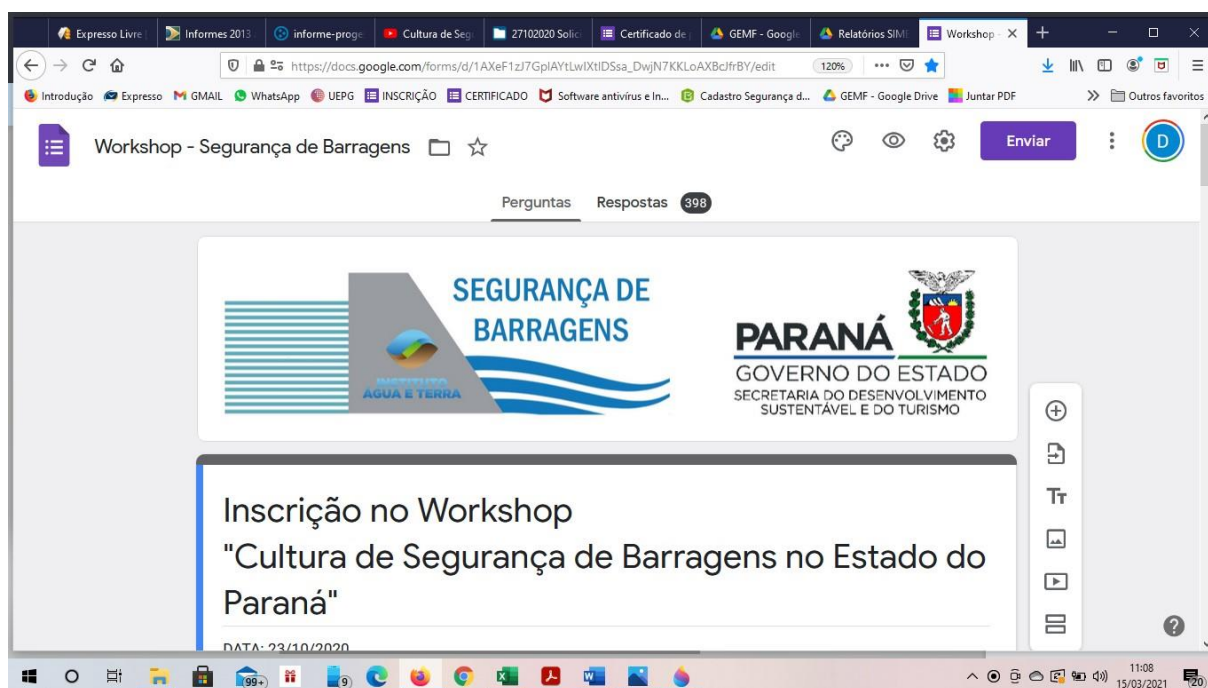 Expresso Livre |
Informes 2013
informe-proge
Cultura de Seg
27102020 Solic
Certificado de
GEMF - Google
Relatórios SIM
Workshop -
https://docs.google.com/forms/d/1AXeF1zJ7GplAYtLwIXtIDSsa_DwjN7KKLoAXBcJfrBY/edit
120%
Introdução
Expresso
GMAIL
WhatsApp
UEPG
INSCRIÇÃO
CERTIFICADO
Software antivírus e In...
Cadastro Segurança d...
GEMF - Google Drive
Juntar PDF
Outros favoritos
Workshop - Segurança de Barragens
Enviar
D
Perguntas
Respostas 398
SEGURANÇA DE
BARRAGENS
INSTITUTO
ÁGUA E TERRA
PARANÁ
GOVERNO DO ESTADO
SECRETARIA DO DESENVOLVIMENTO
SUSTENTÁVEL E DO TURISMO
Inscrição no Workshop
"Cultura de Segurança de Barragens no Estado do
Paraná"
DATA: 23/10/2020
99+
9
11:08
15/03/2021
20